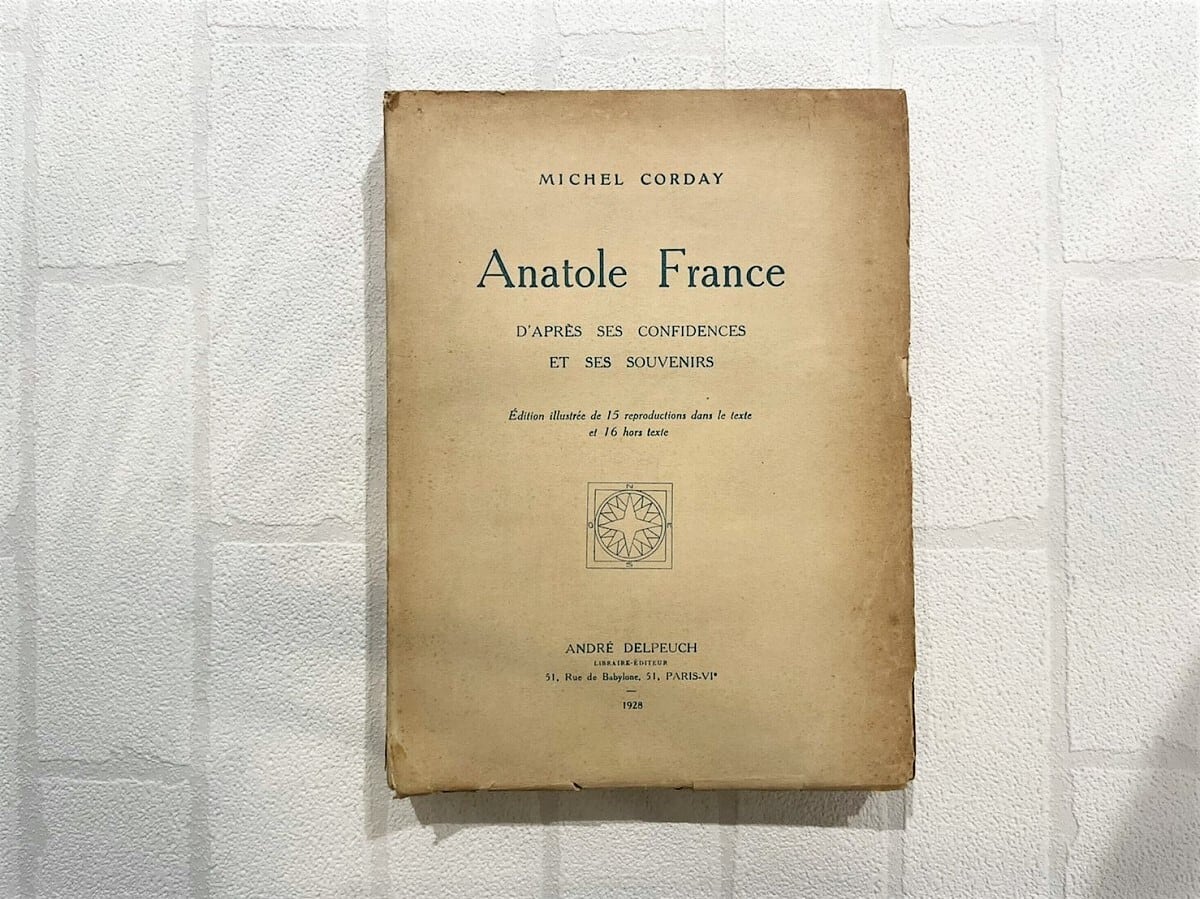 MICHEL CORDAY
Anatole France
D'APRÈS SES CONFIDENCES
ET SES SOUVENIRS
Édition illustrée de 15 reproductions dans le texte
et 16 hors texte
N
O E
S
ANDRÉ DELPEUCH
LIBRAIRE-ÉDITEUR
51, Rue de Babylone, 51, PARIS-VIᵉ
—
1928